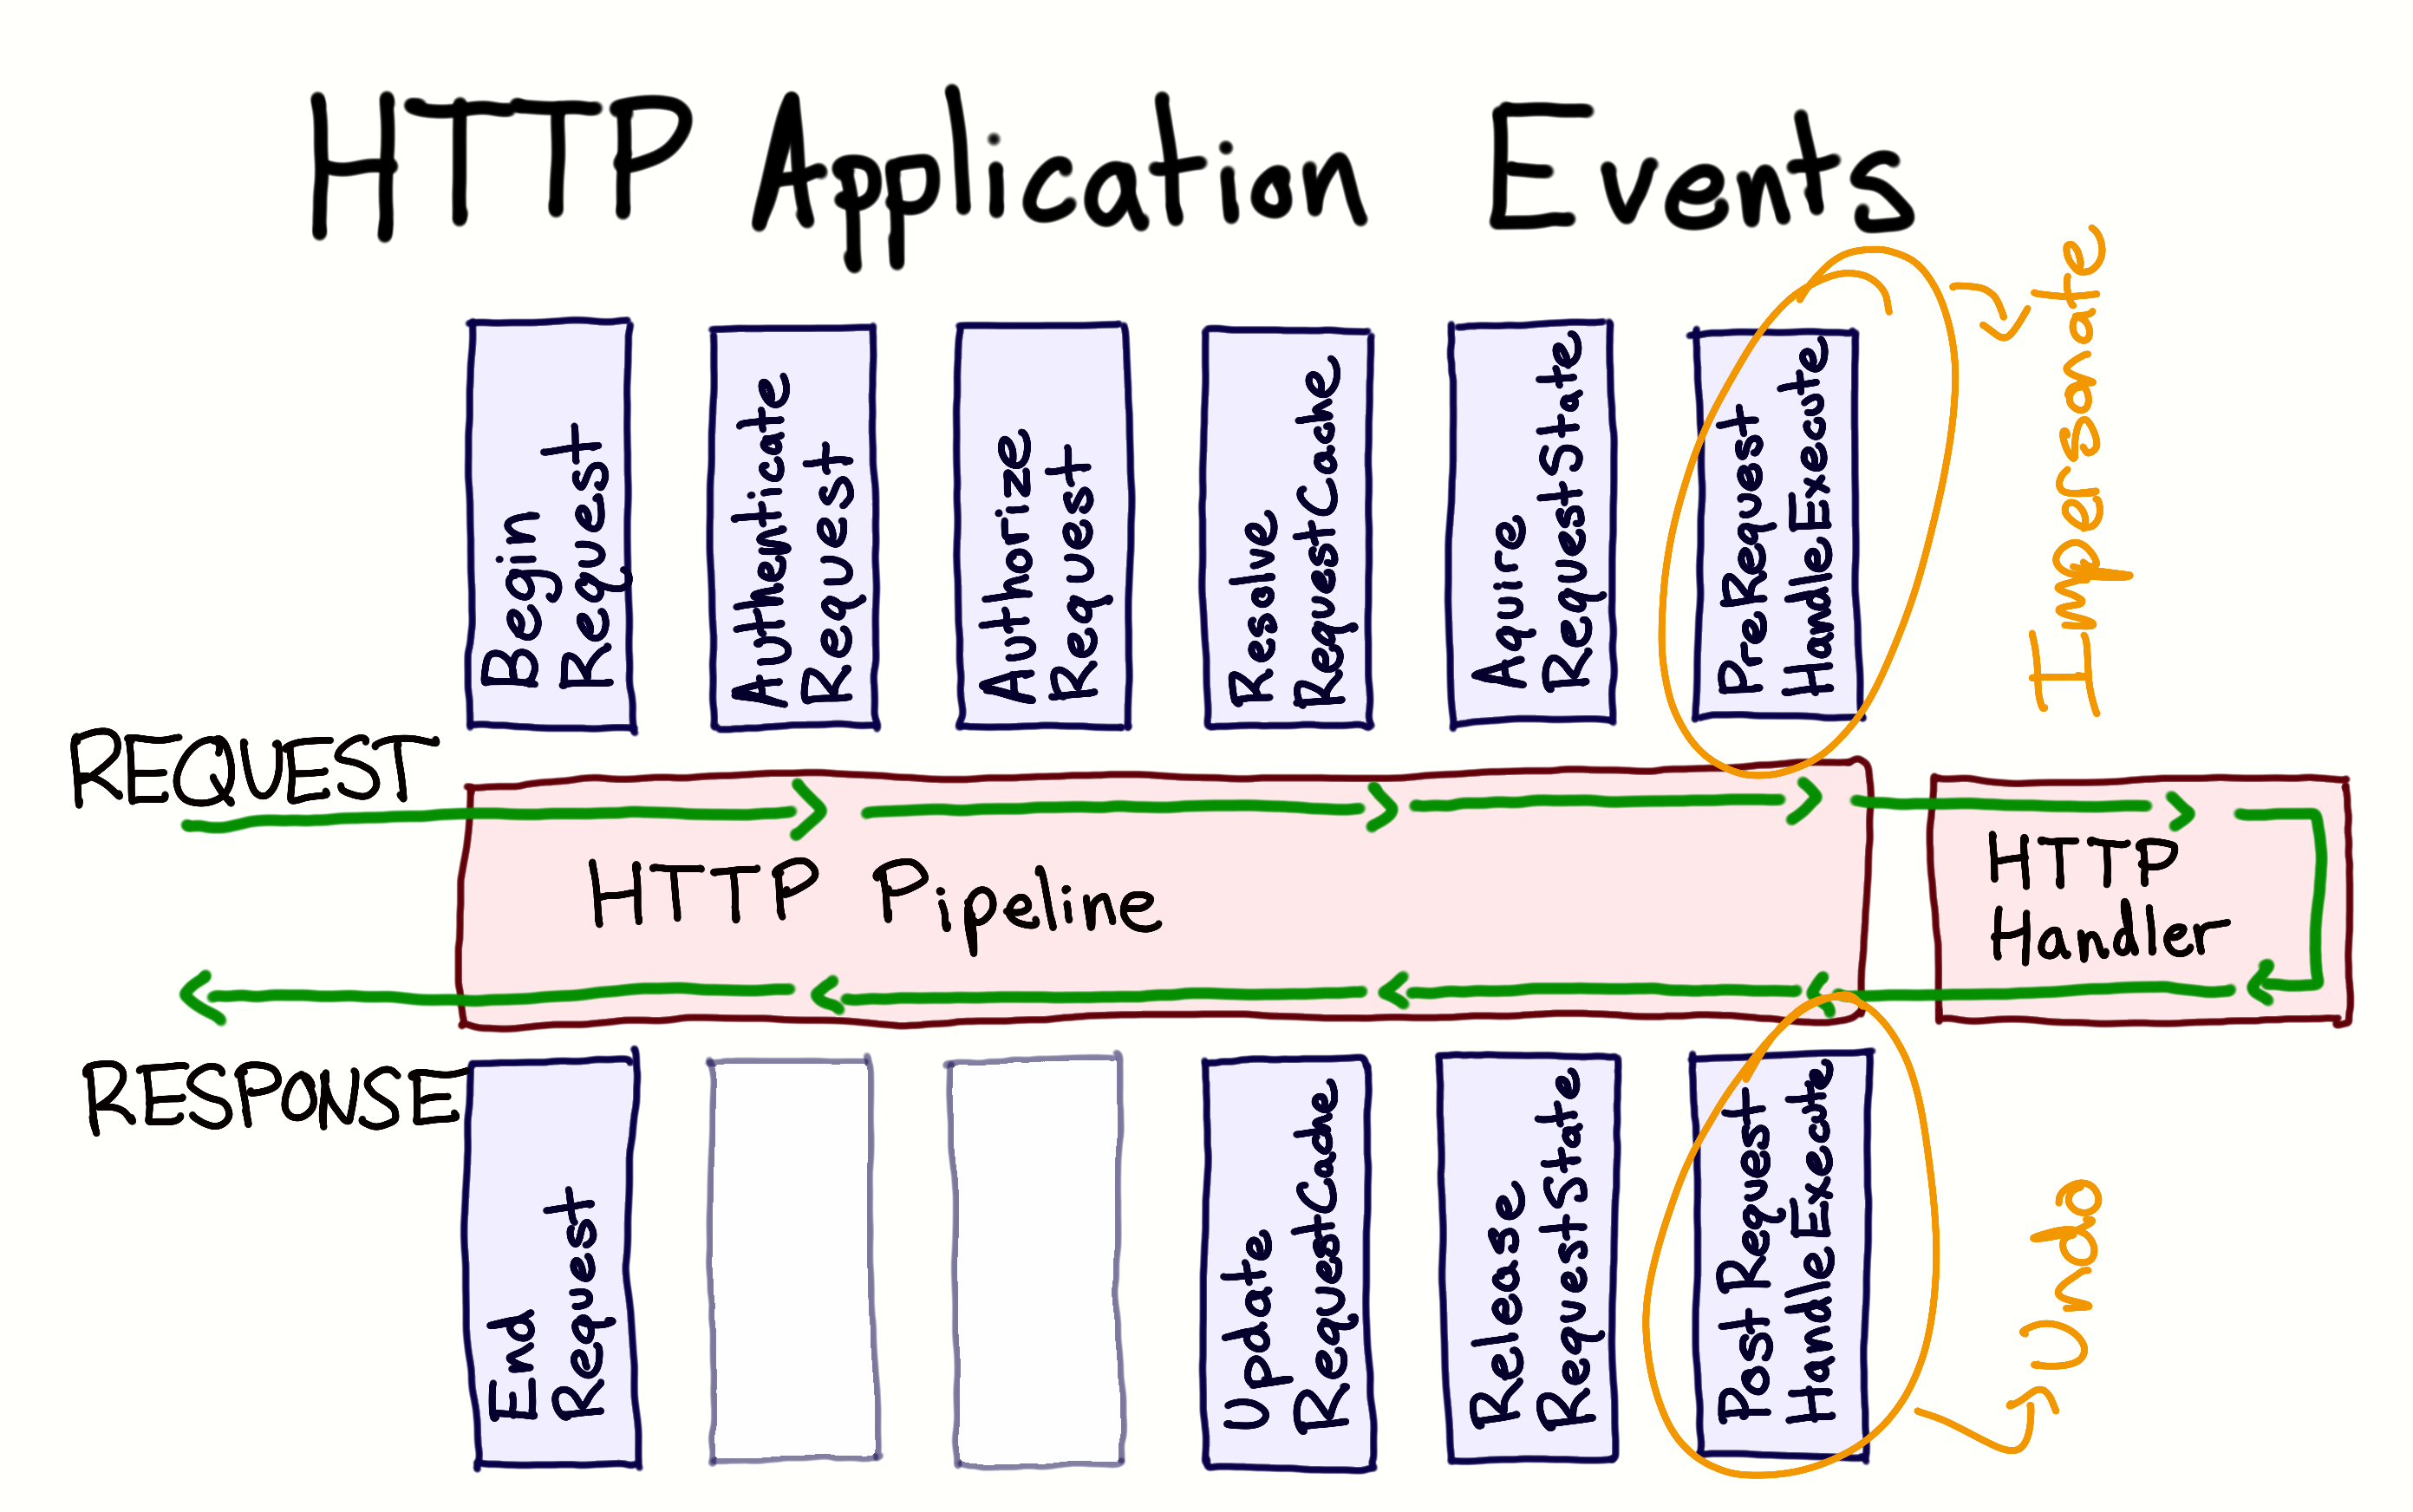 HTTP Application Events
Begin
Request
Authenticate
Request
Authorize
Request
Resolve
RequestCache
Aquire
RequestState
PreRequest
HandleExecute
Impersonate
REQUEST
HTTP Pipeline
HTTP
Handler
RESPONSE
End
Request
Update
RequestCache
Release
RequestState
Post Request
HandleExecute
Undo